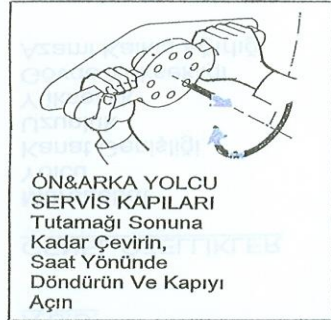 ÖN&ARKA YOLCU
SERVİS KAPILARI
Tutamağı Sonuna
Kadar Çevirin,
Saat Yönünde
Döndürün Ve Kapıyı
Açın